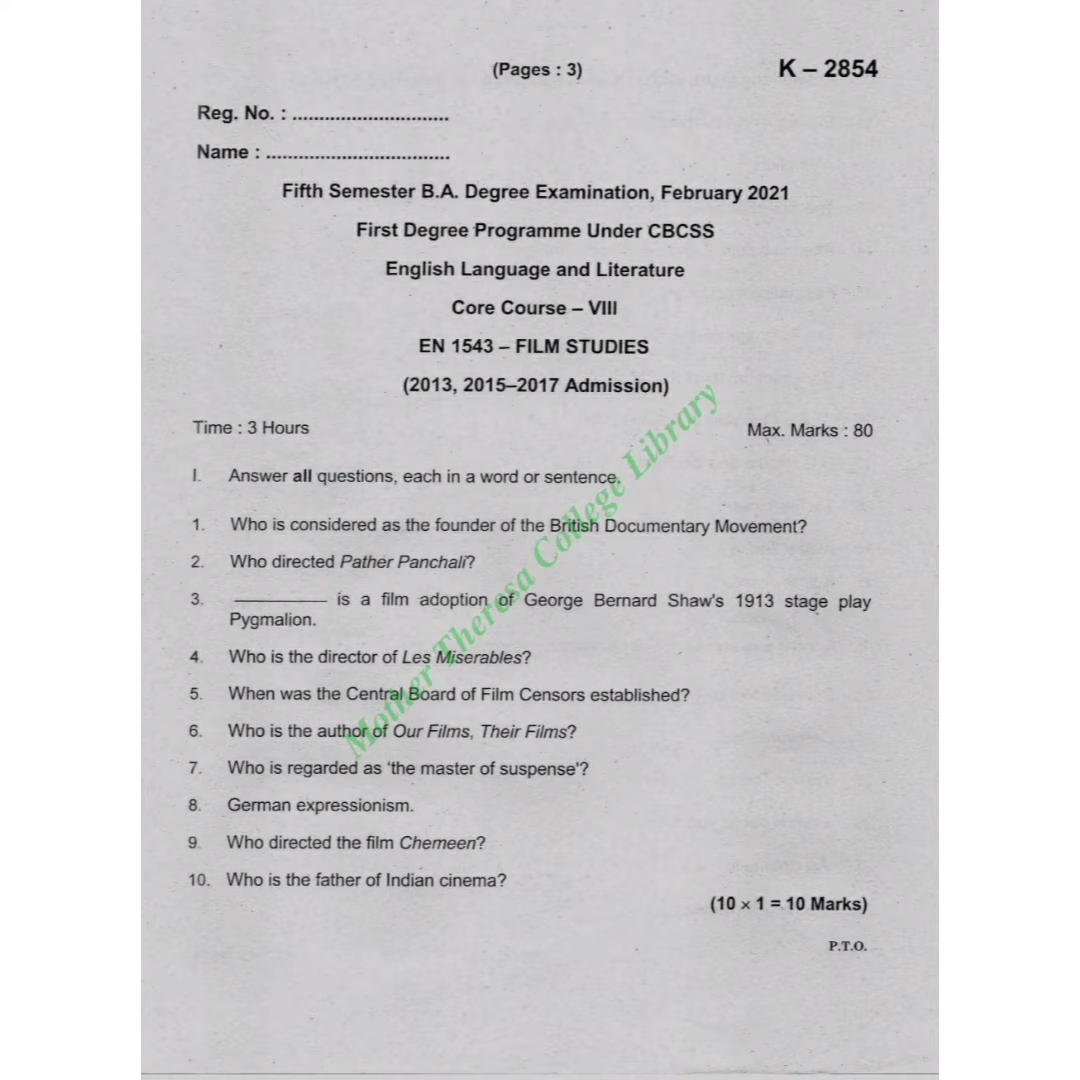 (Pages : 3)
K – 2854
Reg. No. : .............................
Name : ..................................
Fifth Semester B.A. Degree Examination, February 2021
First Degree Programme Under CBCSS
English Language and Literature
Core Course – VIII
EN 1543 – FILM STUDIES
(2013, 2015–2017 Admission)
Time : 3 Hours
Max. Marks : 80
I. Answer all questions, each in a word or sentence.
1. Who is considered as the founder of the British Documentary Movement?
2. Who directed Pather Panchali?
3. ————— is a film adoption of George Bernard Shaw's 1913 stage play
Pygmalion.
4. Who is the director of Les Miserables?
5. When was the Central Board of Film Censors established?
6. Who is the author of Our Films, Their Films?
7. Who is regarded as 'the master of suspense'?
8. German expressionism.
9. Who directed the film Chemeen?
10. Who is the father of Indian cinema?
(10 × 1 = 10 Marks)
P.T.O.
Mother Theresa College Library